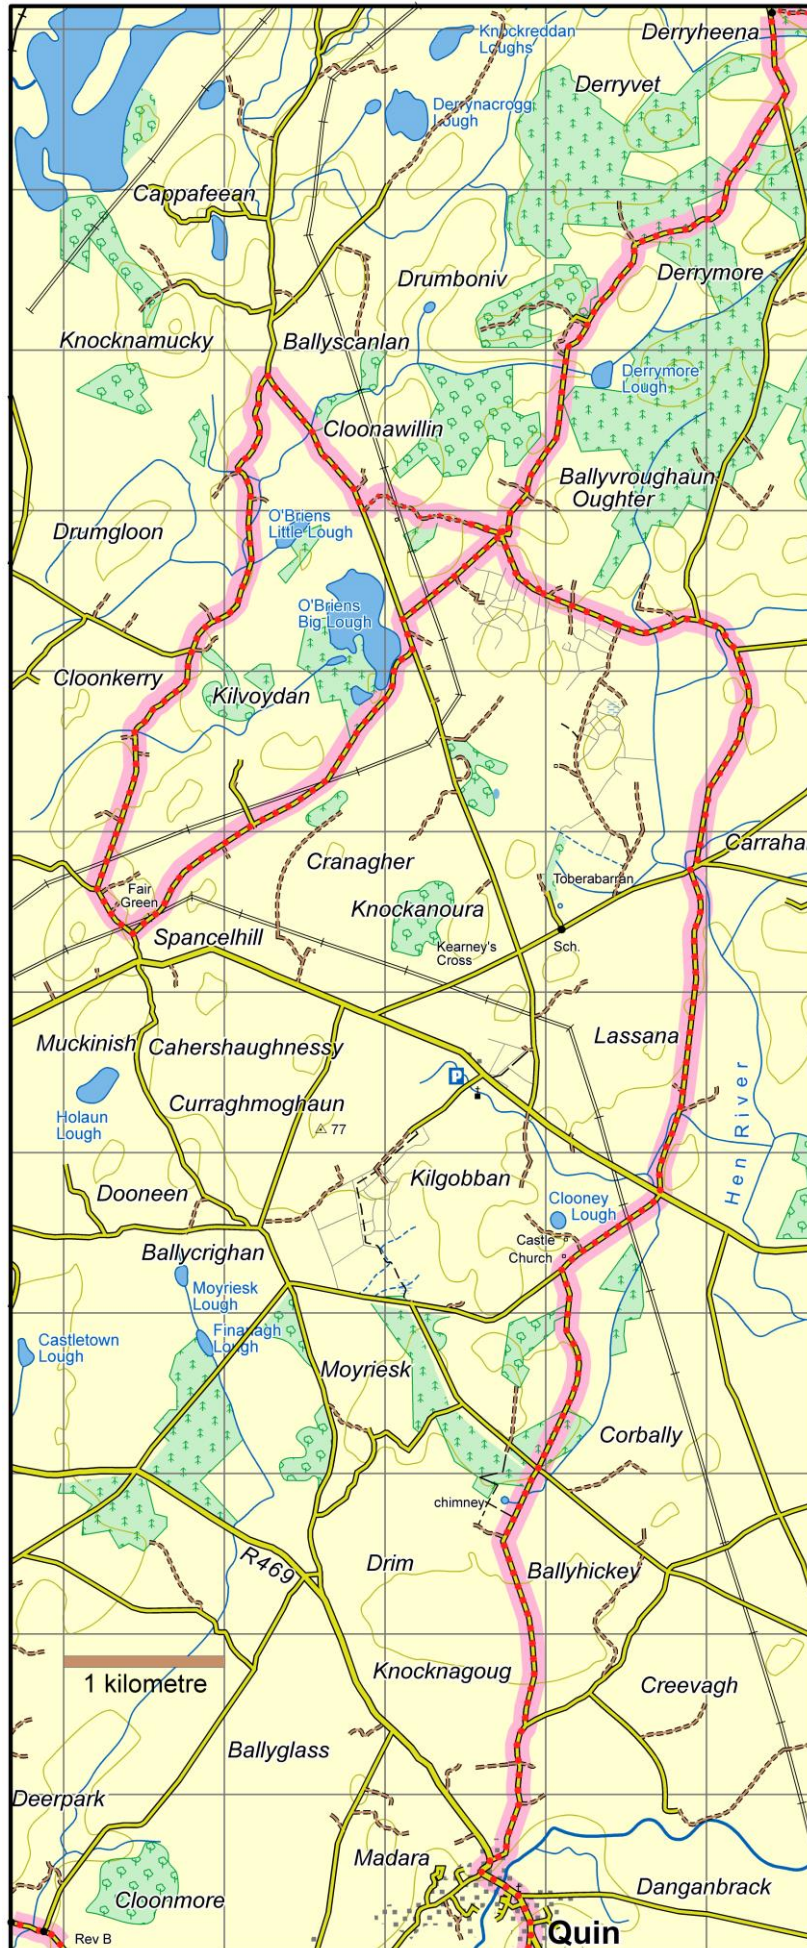 Knockreddan
Loughs
Derryheena
Derryvet
Derrynacrogg
Lough
Cappafeean
Drumboniv
Derrymore
Knocknamucky
Ballyscanlan
Derrymore
Lough
Cloonawillin
Ballyvroughaun
Oughter
O'Briens
Little Lough
Drumgloon
O'Briens
Big Lough
Cloonkerry
Kilvoydan
Carraha
Cranagher
Toberabarran
Fair
Green
Knockanoura
Spancelhill
Kearney's
Cross
Sch.
Muckinish
Cahershaughnessy
Lassana
P
Holaun
Lough
Curraghmoghaun
77
Hen River
Kilgobban
Dooneen
Clooney
Lough
Castle
Church
Ballycrighan
Moyriesk
Lough
Castletown
Lough
Finanagh
Lough
Moyriesk
Corbally
chimney
R469
Drim
Ballyhickey
1 kilometre
Knocknagoug
Creevagh
Ballyglass
Deerpark
Madara
Danganbrack
Cloonmore
Rev B
Quin